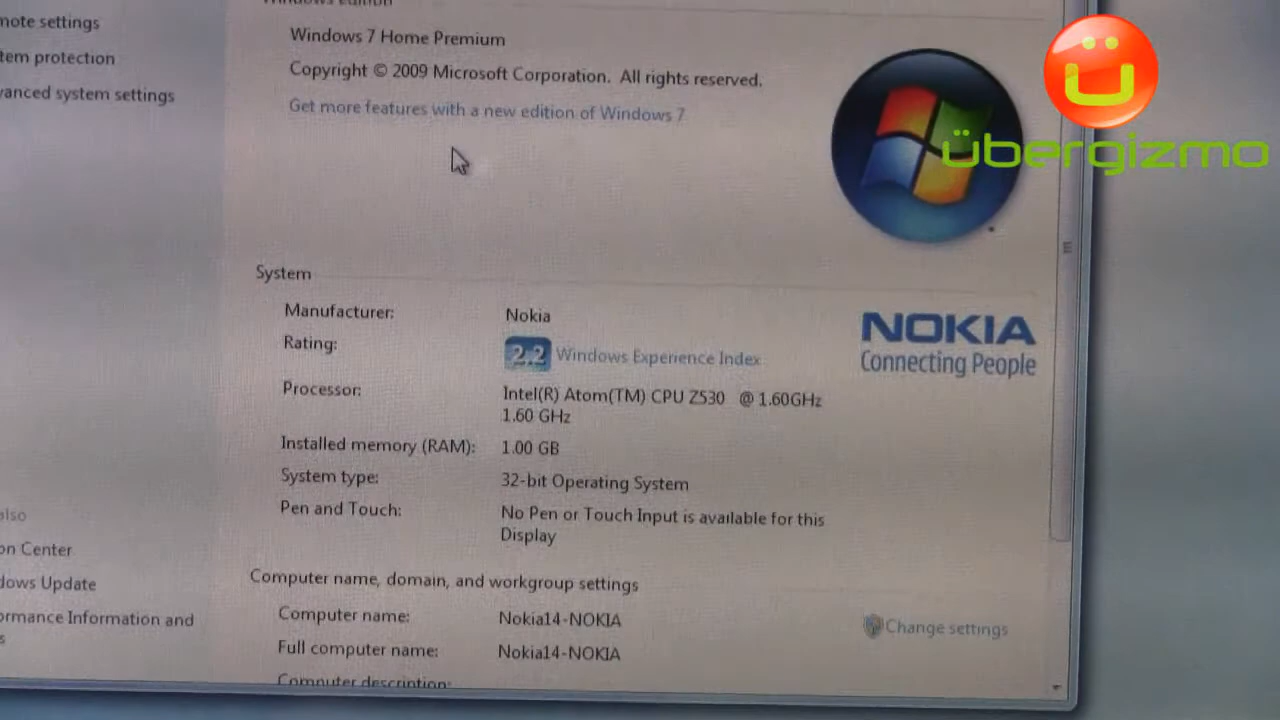 mote settings
tem protection
vanced system settings
Windows edition
Windows 7 Home Premium
Copyright © 2009 Microsoft Corporation. All rights reserved.
Get more features with a new edition of Windows 7
übergizmo
System
Manufacturer: Nokia
Rating: 2.2 Windows Experience Index
Processor: Intel(R) Atom(TM) CPU Z530 @ 1.60GHz
1.60 GHz
Installed memory (RAM): 1.00 GB
System type: 32-bit Operating System
Pen and Touch: No Pen or Touch Input is available for this
Display
NOKIA
Connecting People
also
on Center
dows Update
ormance Information and
s
Computer name, domain, and workgroup settings
Computer name: Nokia14-NOKIA
Change settings
Full computer name: Nokia14-NOKIA
Computer description: